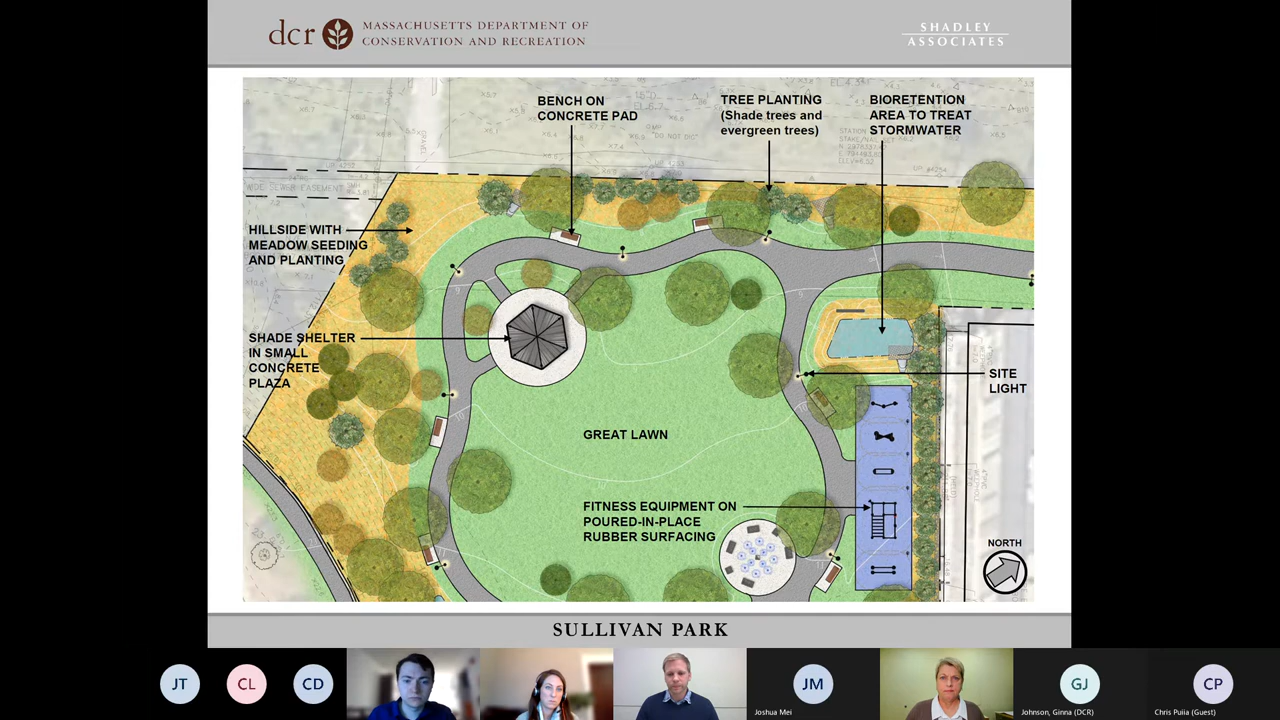 dcr
MASSACHUSETTS DEPARTMENT OF
CONSERVATION AND RECREATION
SHADLEY
ASSOCIATES
BENCH ON
CONCRETE PAD
TREE PLANTING
(Shade trees and
evergreen trees)
BIORETENTION
AREA TO TREAT
STORMWATER
HILLSIDE WITH
MEADOW SEEDING
AND PLANTING
SHADE SHELTER
IN SMALL
CONCRETE
PLAZA
SITE
LIGHT
GREAT LAWN
FITNESS EQUIPMENT ON
POURED-IN-PLACE
RUBBER SURFACING
NORTH
SULLIVAN PARK
JT
CL
CD
JM
GJ
CP
Joshua Mei
Johnson, Ginna (DCR)
Chris Puiia (Guest)